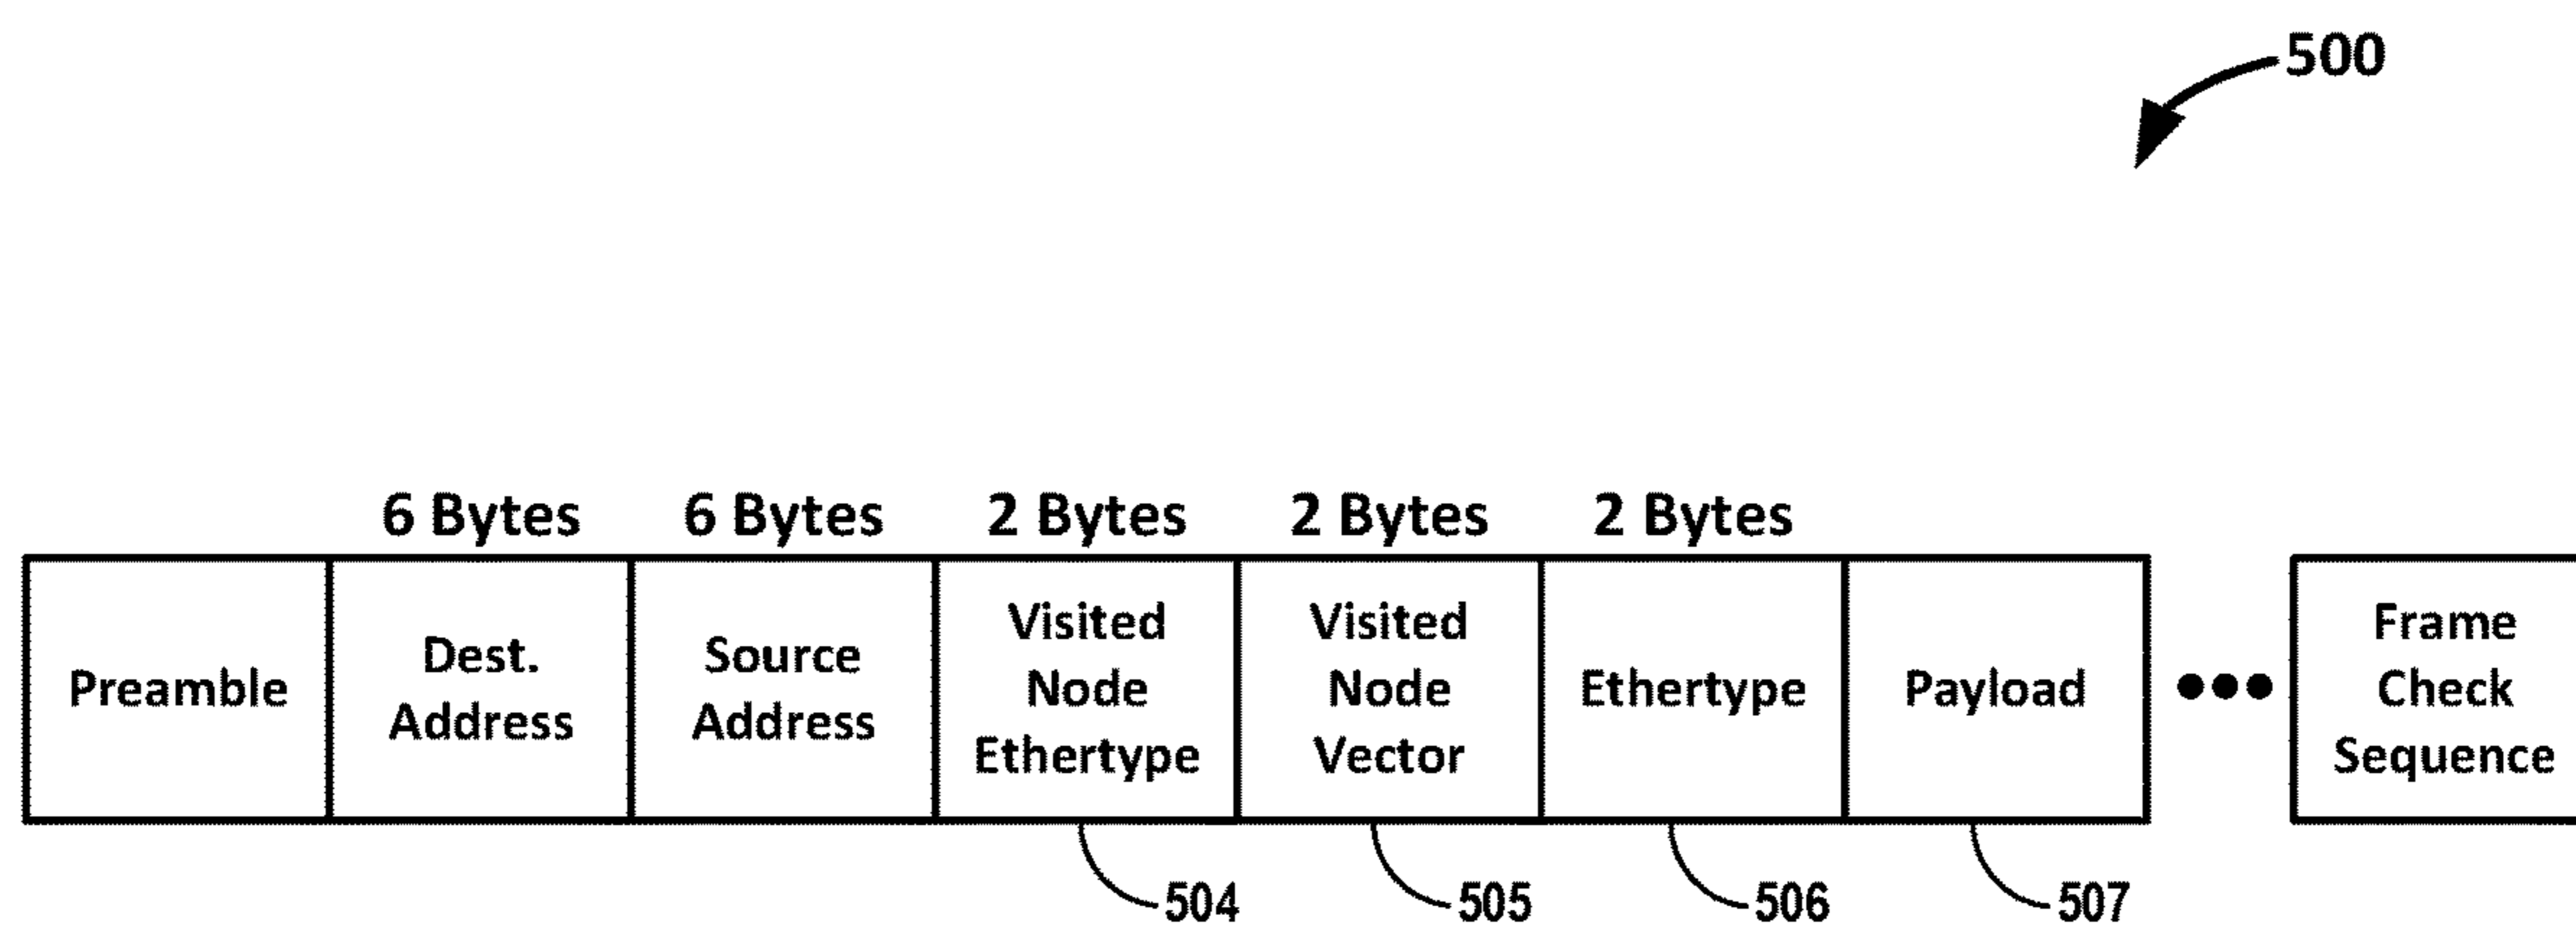 500
6 Bytes 6 Bytes 2 Bytes 2 Bytes 2 Bytes
Preamble
Dest.
Address
Source
Address
Visited
Node
Ethertype
Visited
Node
Vector
Ethertype
Payload
Frame
Check
Sequence
504 505 506 507